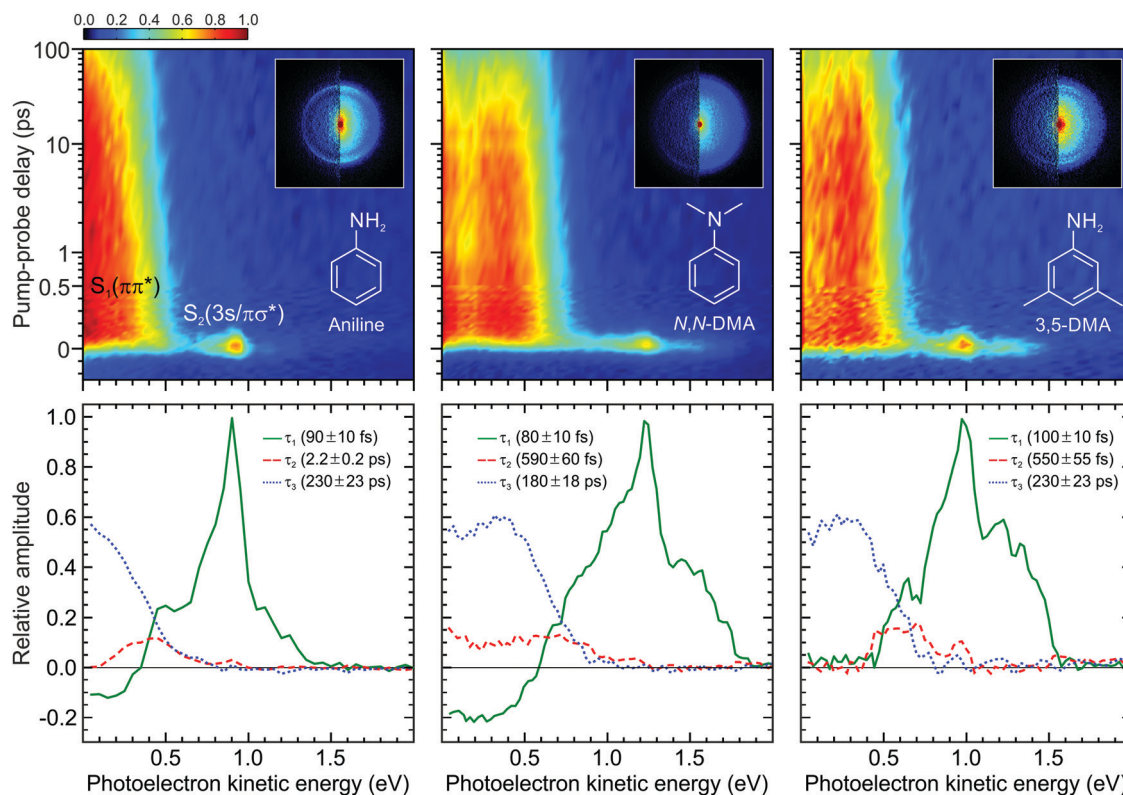 0.0 0.2 0.4 0.6 0.8 1.0
Pump-probe delay (ps)
100
10
1
0.5
0
S₁(ππ*)
S₂(3s/πσ*)
NH₂
Aniline
N
N,N-DMA
NH₂
3,5-DMA
Relative amplitude
1.0
0.8
0.6
0.4
0.2
0.0
-0.2
τ₁ (90±10 fs)
τ₂ (2.2±0.2 ps)
τ₃ (230±23 ps)
τ₁ (80±10 fs)
τ₂ (590±60 fs)
τ₃ (180±18 ps)
τ₁ (100±10 fs)
τ₂ (550±55 fs)
τ₃ (230±23 ps)
0.5 1.0 1.5
0.5 1.0 1.5
0.5 1.0 1.5
Photoelectron kinetic energy (eV)
Photoelectron kinetic energy (eV)
Photoelectron kinetic energy (eV)